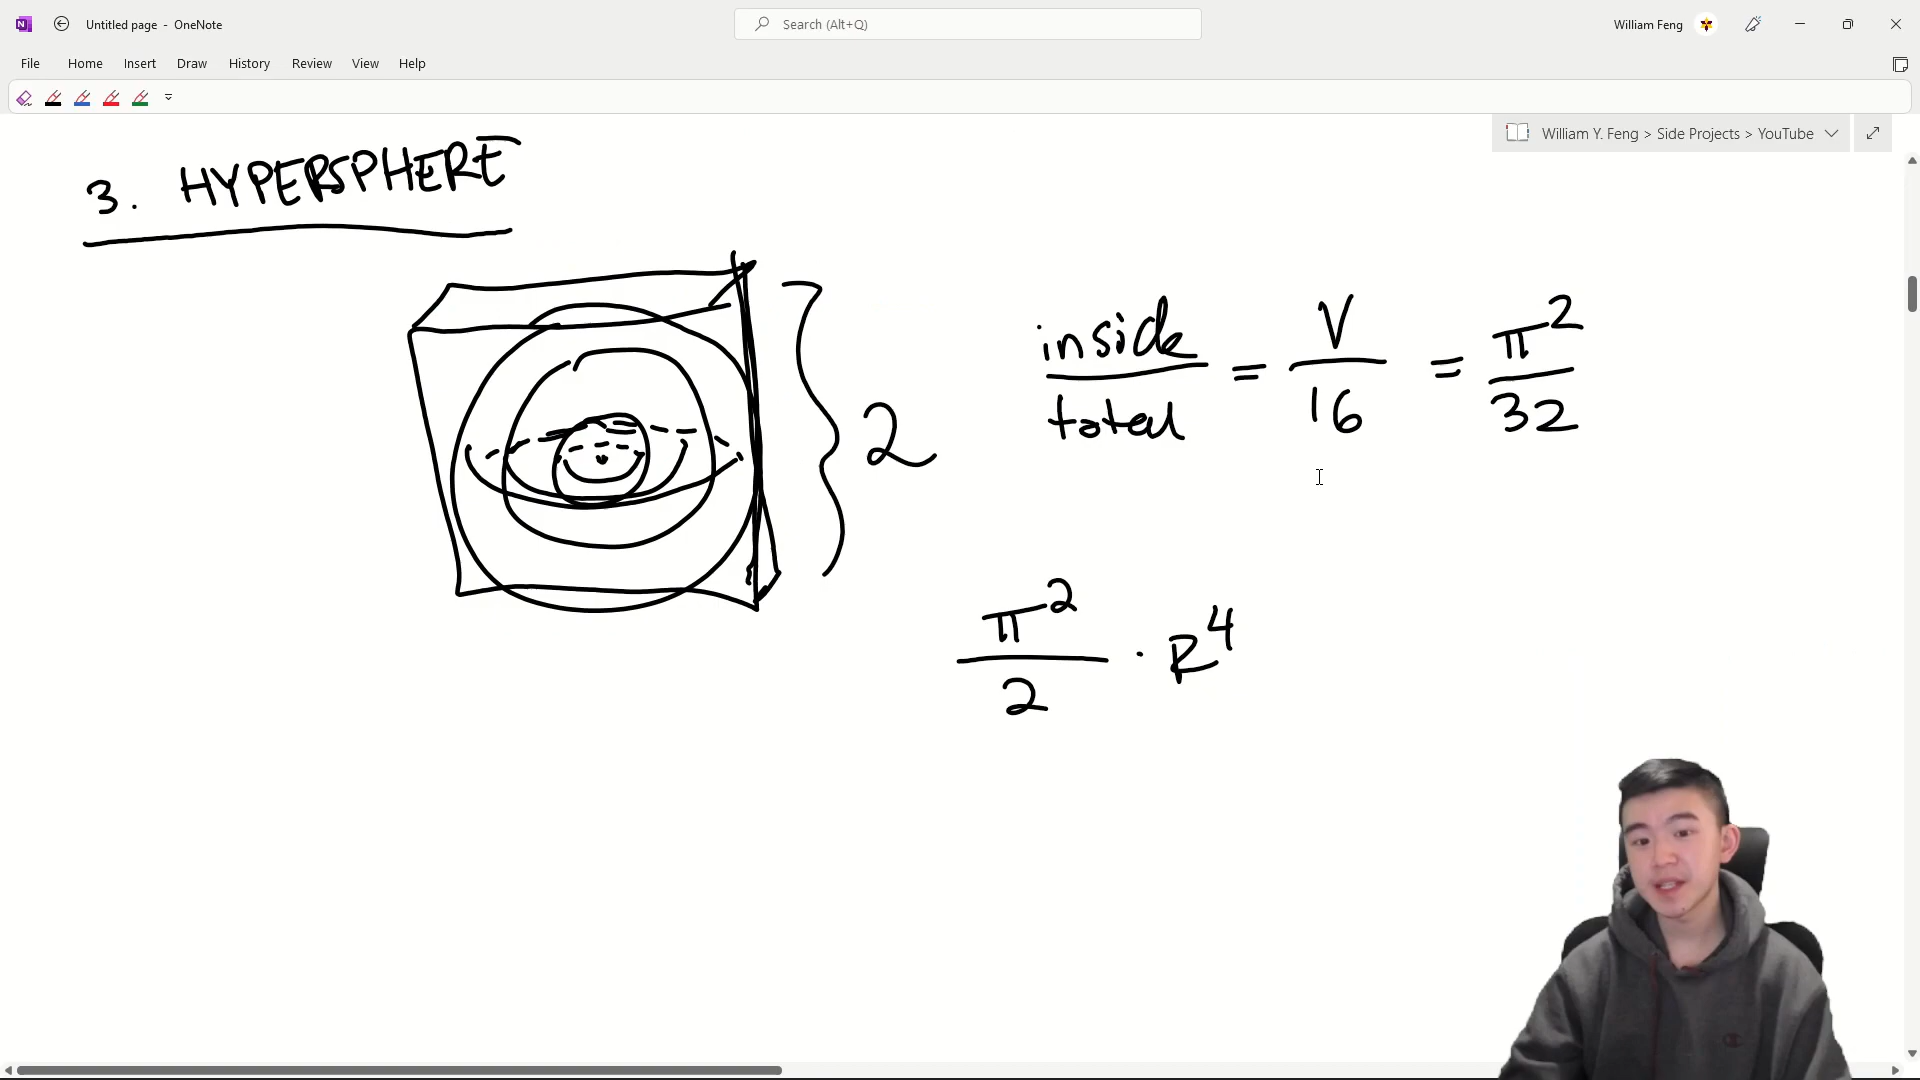 Untitled page - OneNote
Search (Alt+Q)
William Feng
File Home Insert Draw History Review View Help
William Y. Feng > Side Projects > YouTube
3. HYPERSPHERE
2
inside/total = V/16 = π²/32
π²/2 · R⁴